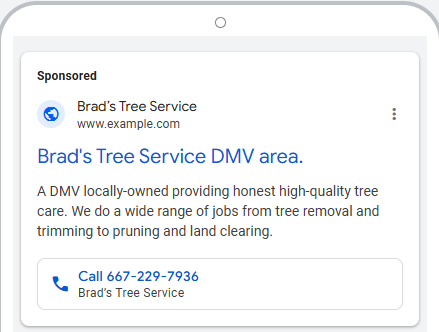 Sponsored
Brad's Tree Service
www.example.com
Brad's Tree Service DMV area.
A DMV locally-owned providing honest high-quality tree
care. We do a wide range of jobs from tree removal and
trimming to pruning and land clearing.
Call 667-229-7936
Brad's Tree Service